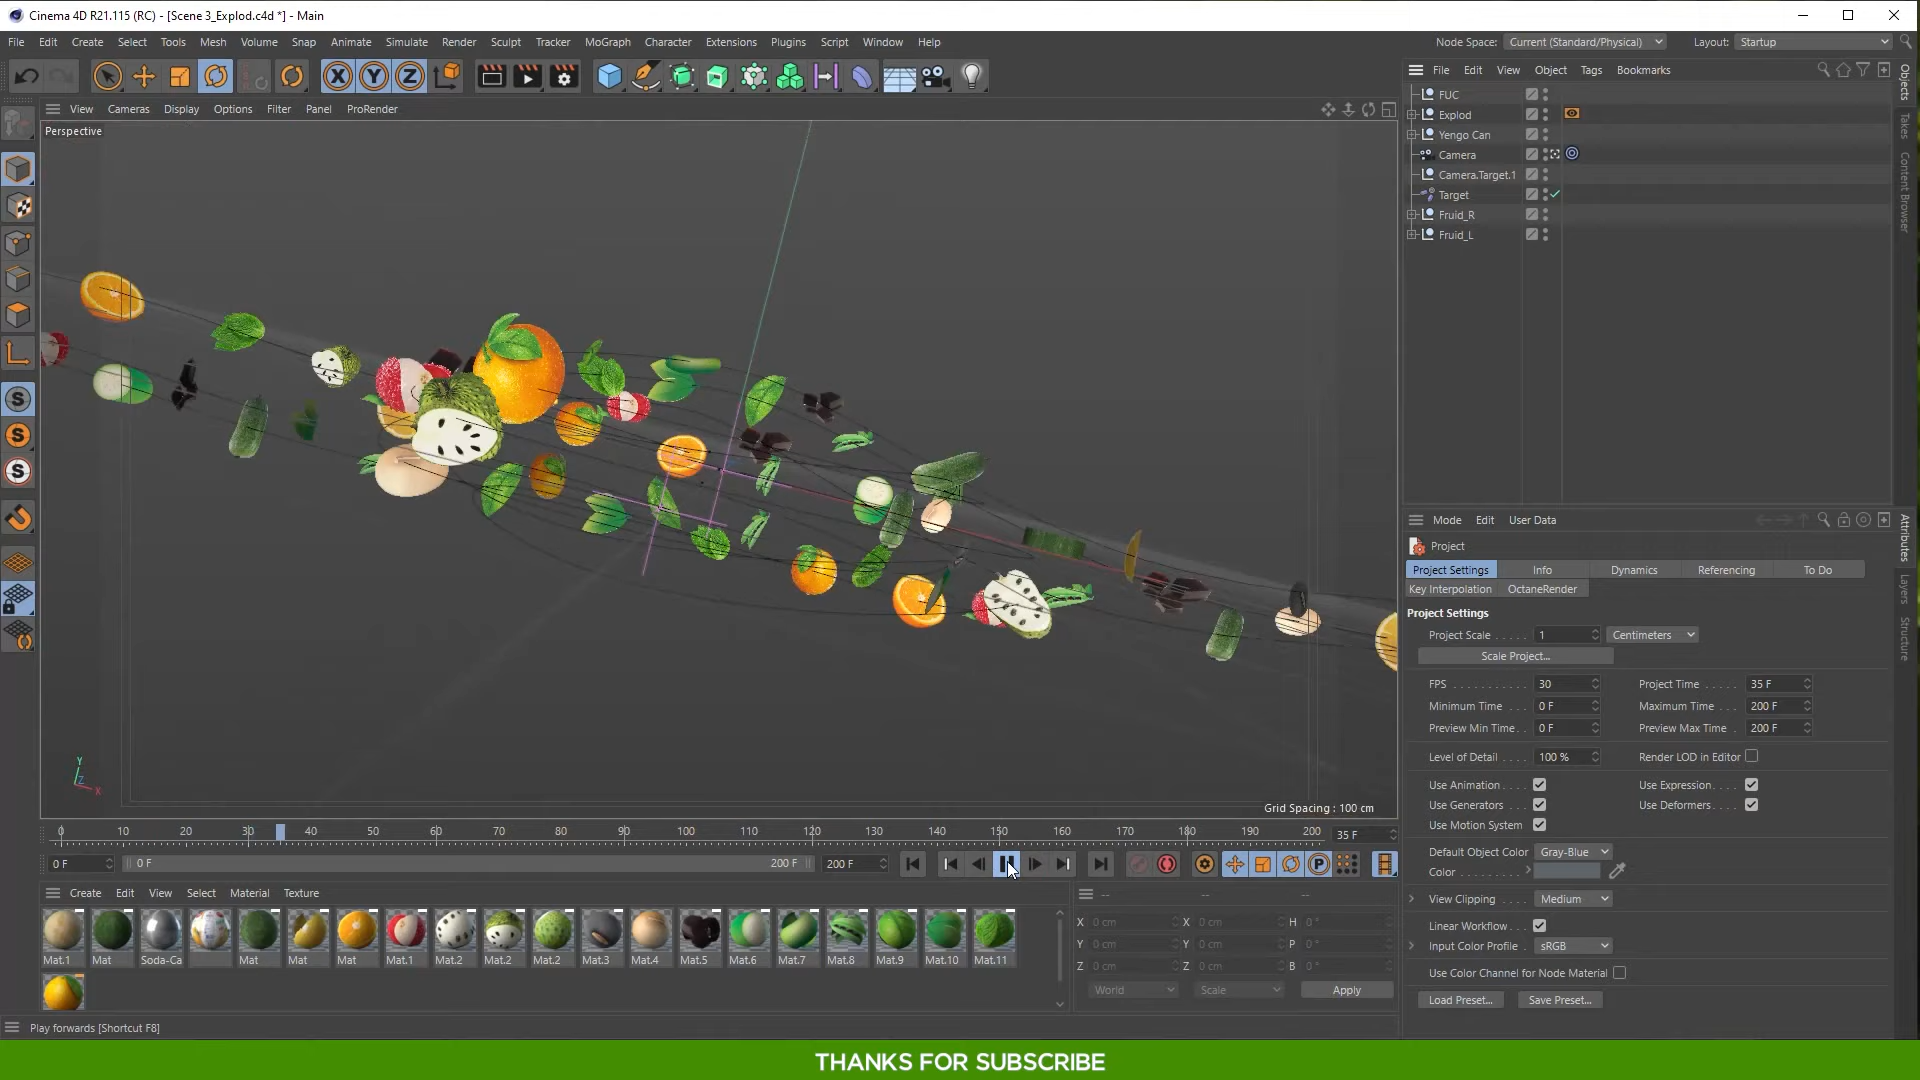 Cinema 4D R21.115 (RC) - [Scene 3_Explod.c4d *] - Main
File Edit Create Select Tools Mesh Volume Snap Animate Simulate Render Sculpt Tracker MoGraph Character Extensions Plugins Script Window Help
Node Space: Current (Standard/Physical) Layout: Startup
X Y Z
File Edit View Object Tags Bookmarks
View Cameras Display Options Filter Panel ProRender
Perspective
FUC
Explod
Yengo Can
Camera
Camera.Target.1
Target
Fruid_R
Fruid_L
Objects
Takes
Content Browser
Mode Edit User Data
Project
Project Settings Info Dynamics Referencing To Do
Key Interpolation OctaneRender
Project Settings
Project Scale . . . . . 1 Centimeters
Scale Project...
FPS . . . . . . . . . . . 30 Project Time . . . . . 35 F
Minimum Time . . . 0 F Maximum Time . . . 200 F
Preview Min Time . . 0 F Preview Max Time . 200 F
Level of Detail . . . . 100 % Render LOD in Editor
Use Animation . . . . Use Expression . . . .
Use Generators . . . Use Deformers . . . .
Use Motion System
Default Object Color Gray-Blue
Color . . . . . . . . . . .
View Clipping . . . . Medium
Linear Workflow . .
Input Color Profile . sRGB
Use Color Channel for Node Material
Load Preset... Save Preset...
Attributes
Layers
Structure
Y
Z
X
Grid Spacing : 100 cm
0 10 20 30 40 50 60 70 80 90 100 110 120 130 140 150 160 170 180 190 200 35 F
0 F 0 F 200 F 200 F
Create Edit View Select Material Texture
-- -- --
Mat.1 Mat Soda-Ca Mat Mat Mat Mat.1 Mat.2 Mat.2 Mat.2 Mat.3 Mat.4 Mat.5 Mat.6 Mat.7 Mat.8 Mat.9 Mat.10 Mat.11
X 0 cm X 0 cm H 0 °
Y 0 cm Y 0 cm P 0 °
Z 0 cm Z 0 cm B 0 °
World Scale Apply
Play forwards [Shortcut F8]
THANKS FOR SUBSCRIBE